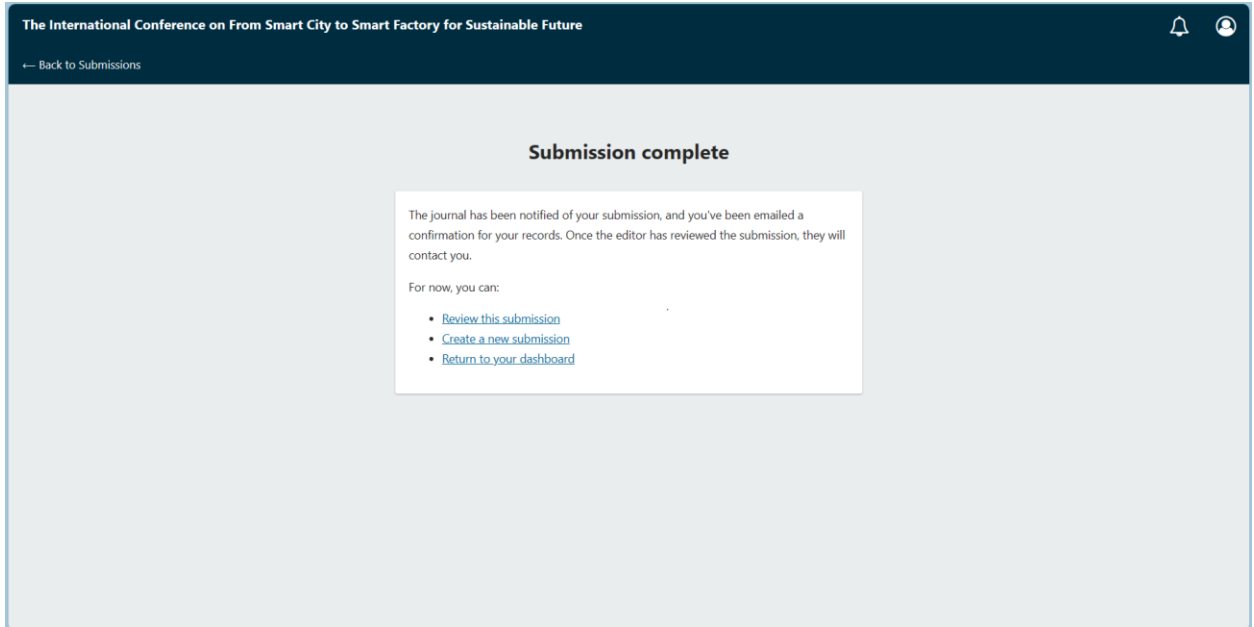 The International Conference on From Smart City to Smart Factory for Sustainable Future
← Back to Submissions
Submission complete
The journal has been notified of your submission, and you've been emailed a
confirmation for your records. Once the editor has reviewed the submission, they will
contact you.
For now, you can:
• Review this submission
• Create a new submission
• Return to your dashboard